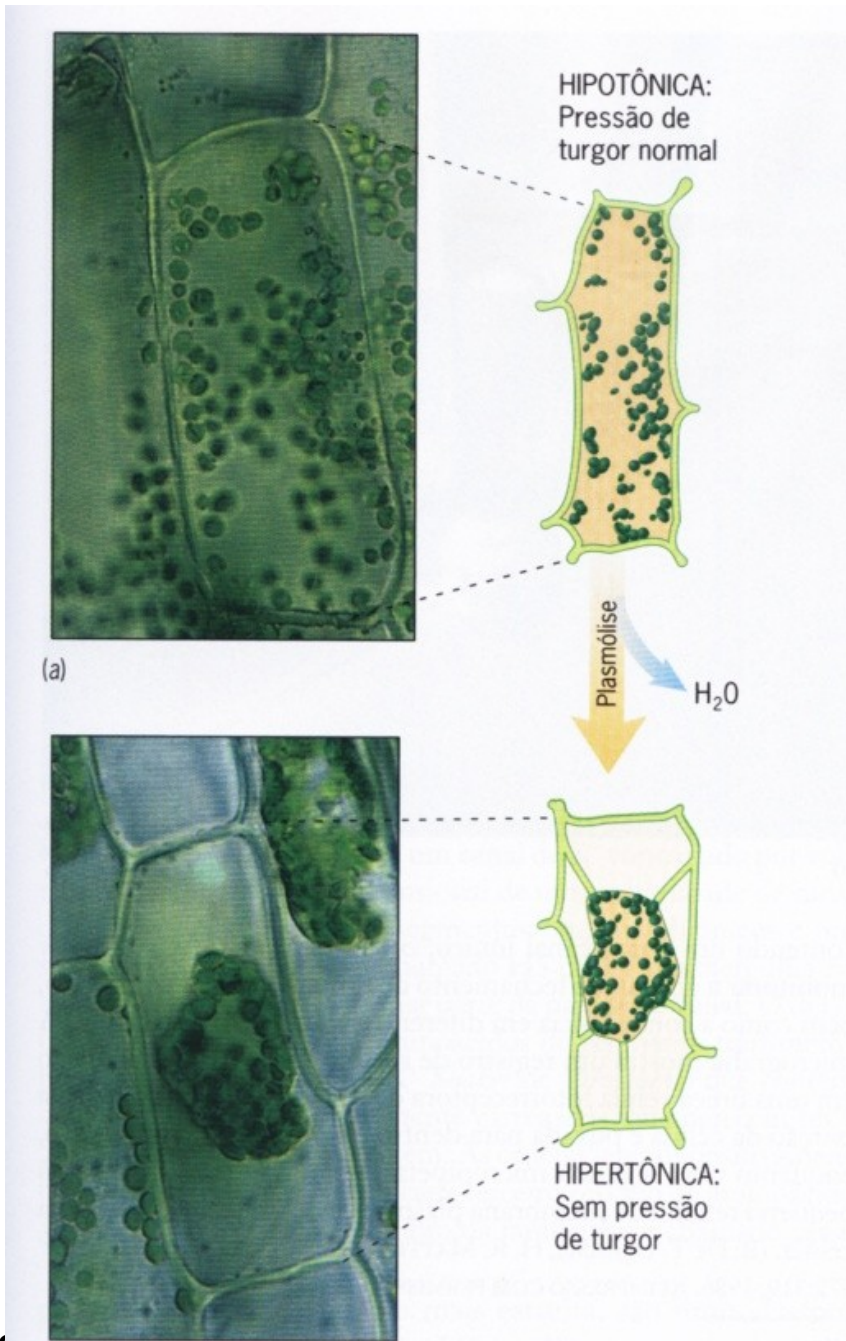 HIPOTÔNICA:
Pressão de
turgor normal
(a)
Plasmólise
H₂O
HIPERTÔNICA:
Sem pressão
de turgor